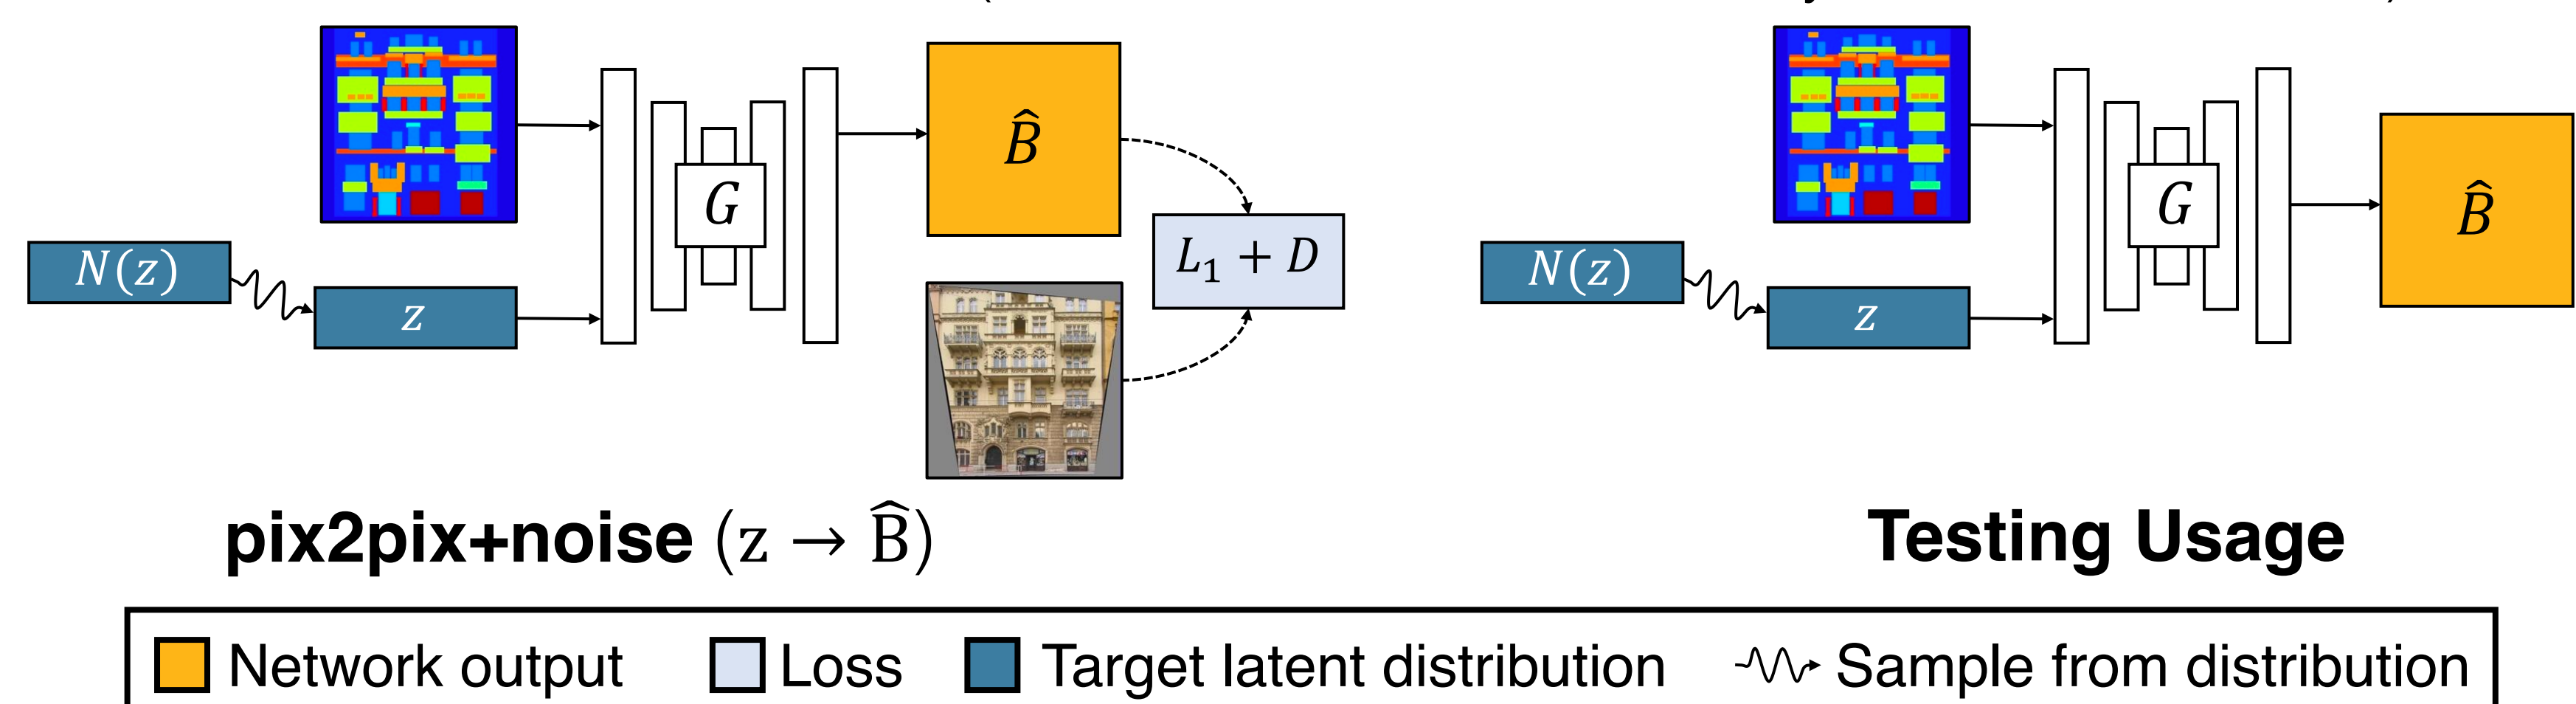 B̂
B̂
G
G
N(z)
L₁ + D
N(z)
z
z
pix2pix+noise (z → B̂)
Testing Usage
Network output
Loss
Target latent distribution
Sample from distribution